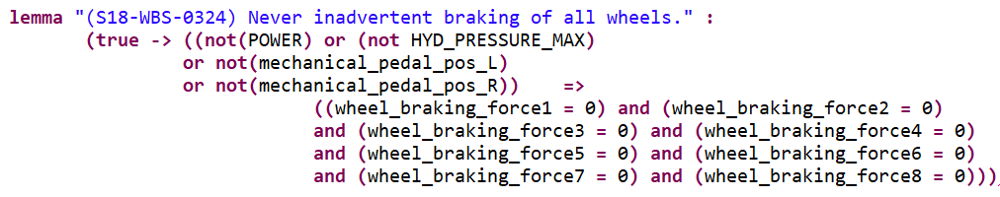 lemma "(S18-WBS-0324) Never inadvertent braking of all wheels." :
(true -> ((not(POWER) or (not HYD_PRESSURE_MAX)
or not(mechanical_pedal_pos_L)
or not(mechanical_pedal_pos_R)) =>
((wheel_braking_force1 = 0) and (wheel_braking_force2 = 0)
and (wheel_braking_force3 = 0) and (wheel_braking_force4 = 0)
and (wheel_braking_force5 = 0) and (wheel_braking_force6 = 0)
and (wheel_braking_force7 = 0) and (wheel_braking_force8 = 0)))